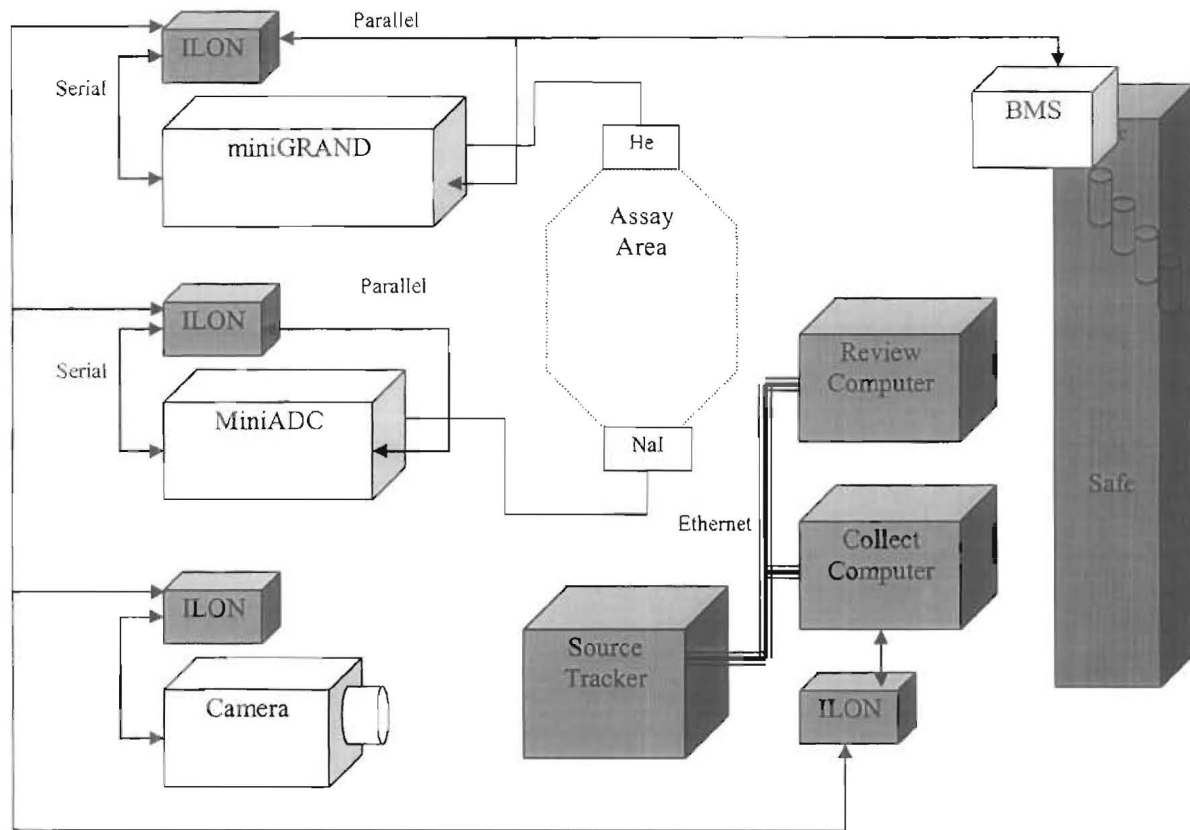 Parallel
ILON
Serial
BMS
miniGRAND
He
Assay
Area
Parallel
ILON
Serial
Review
Computer
MiniADC
NaI
Safe
Ethernet
Collect
Computer
ILON
Source
Tracker
Camera
ILON